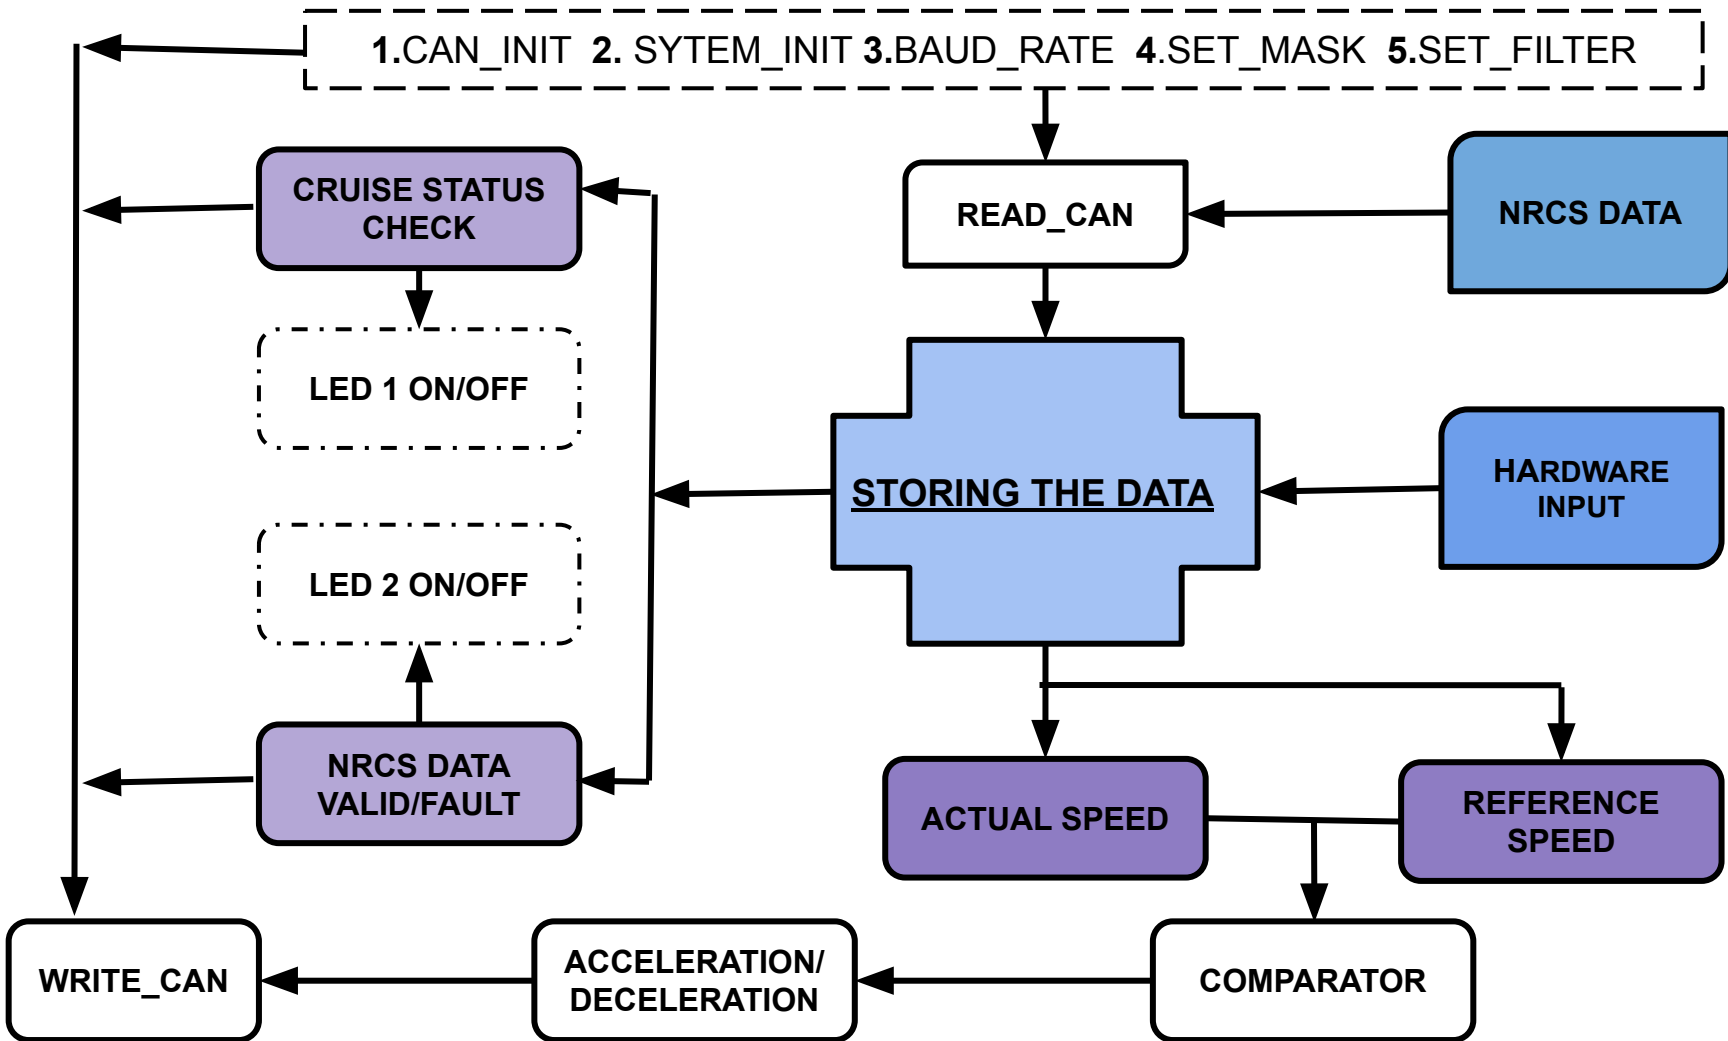 1.CAN_INIT 2. SYTEM_INIT 3.BAUD_RATE 4.SET_MASK 5.SET_FILTER
CRUISE STATUS
CHECK
READ_CAN
NRCS DATA
LED 1 ON/OFF
STORING THE DATA
HARDWARE
INPUT
LED 2 ON/OFF
NRCS DATA
VALID/FAULT
ACTUAL SPEED
REFERENCE
SPEED
WRITE_CAN
ACCELERATION/
DECELERATION
COMPARATOR